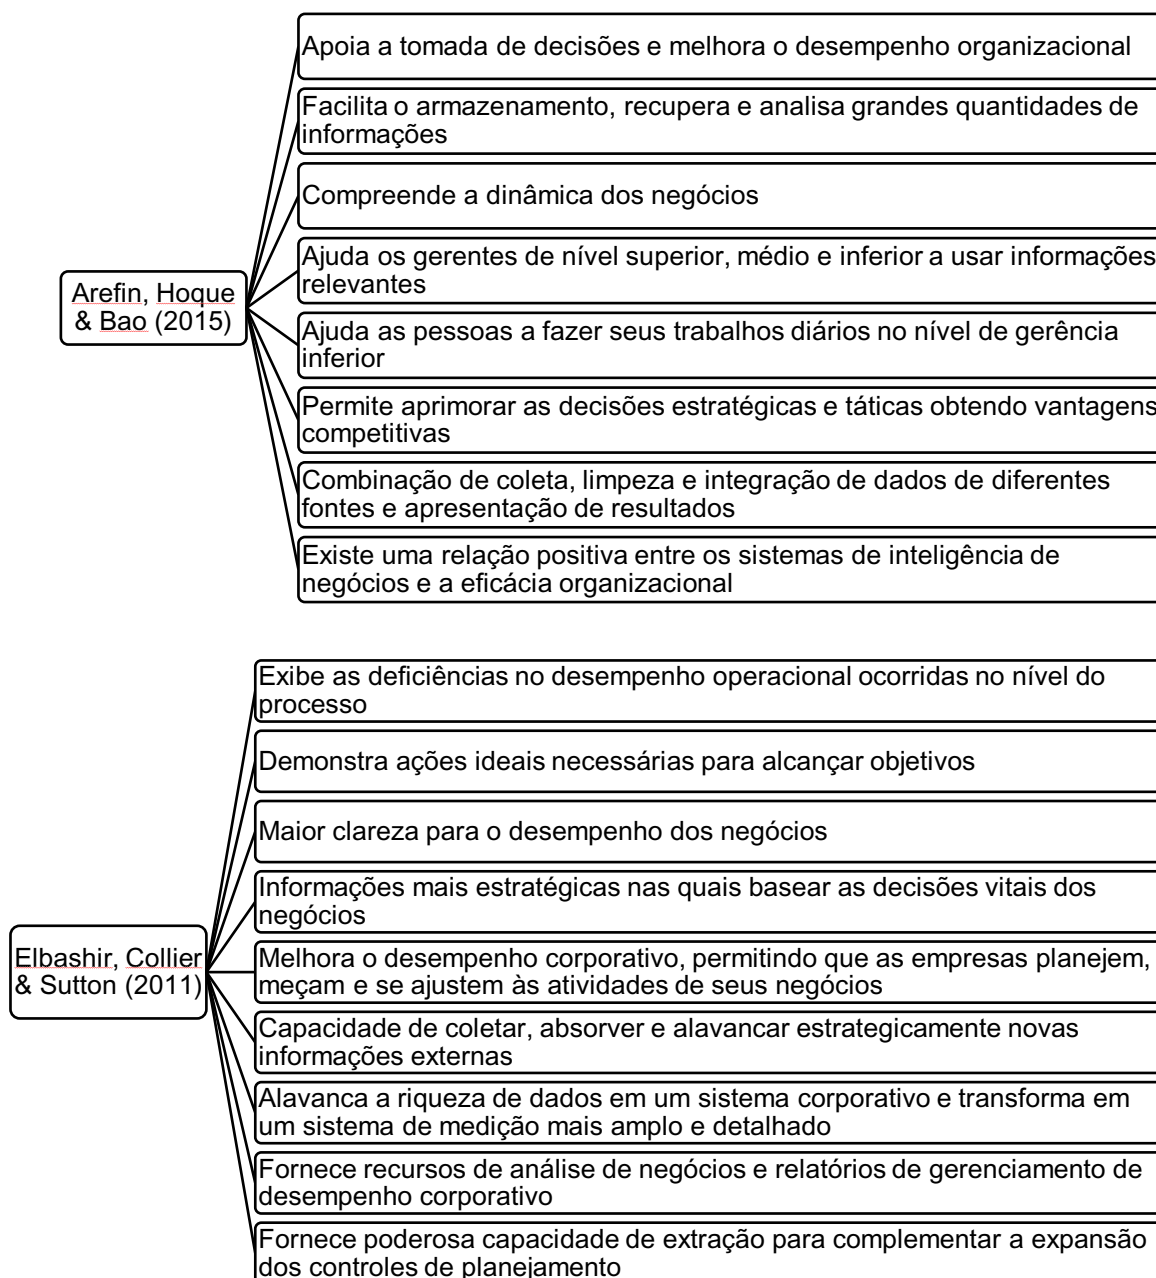 Apoia a tomada de decisões e melhora o desempenho organizacional
Facilita o armazenamento, recupera e analisa grandes quantidades de
informações
Compreende a dinâmica dos negócios
Ajuda os gerentes de nível superior, médio e inferior a usar informações
relevantes
Arefin, Hoque
& Bao (2015)
Ajuda as pessoas a fazer seus trabalhos diários no nível de gerência
inferior
Permite aprimorar as decisões estratégicas e táticas obtendo vantagens
competitivas
Combinação de coleta, limpeza e integração de dados de diferentes
fontes e apresentação de resultados
Existe uma relação positiva entre os sistemas de inteligência de
negócios e a eficácia organizacional
Exibe as deficiências no desempenho operacional ocorridas no nível do
processo
Demonstra ações ideais necessárias para alcançar objetivos
Maior clareza para o desempenho dos negócios
Informações mais estratégicas nas quais basear as decisões vitais dos
negócios
Elbashir, Collier
& Sutton (2011)
Melhora o desempenho corporativo, permitindo que as empresas planejem,
meçam e se ajustem às atividades de seus negócios
Capacidade de coletar, absorver e alavancar estrategicamente novas
informações externas
Alavanca a riqueza de dados em um sistema corporativo e transforma em
um sistema de medição mais amplo e detalhado
Fornece recursos de análise de negócios e relatórios de gerenciamento de
desempenho corporativo
Fornece poderosa capacidade de extração para complementar a expansão
dos controles de planejamento